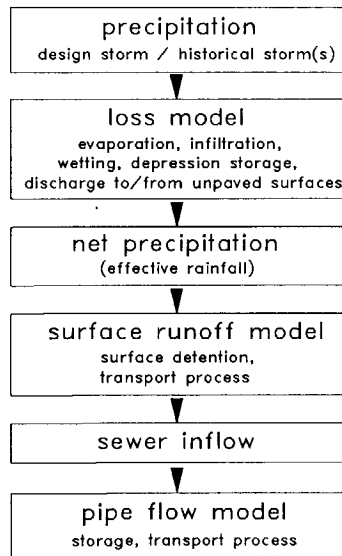 precipitation
design storm / historical storm(s)
loss model
evaporation, infiltration,
wetting, depression storage,
discharge to/from unpaved surfaces
net precipitation
(effective rainfall)
surface runoff model
surface detention,
transport process
sewer inflow
pipe flow model
storage, transport process